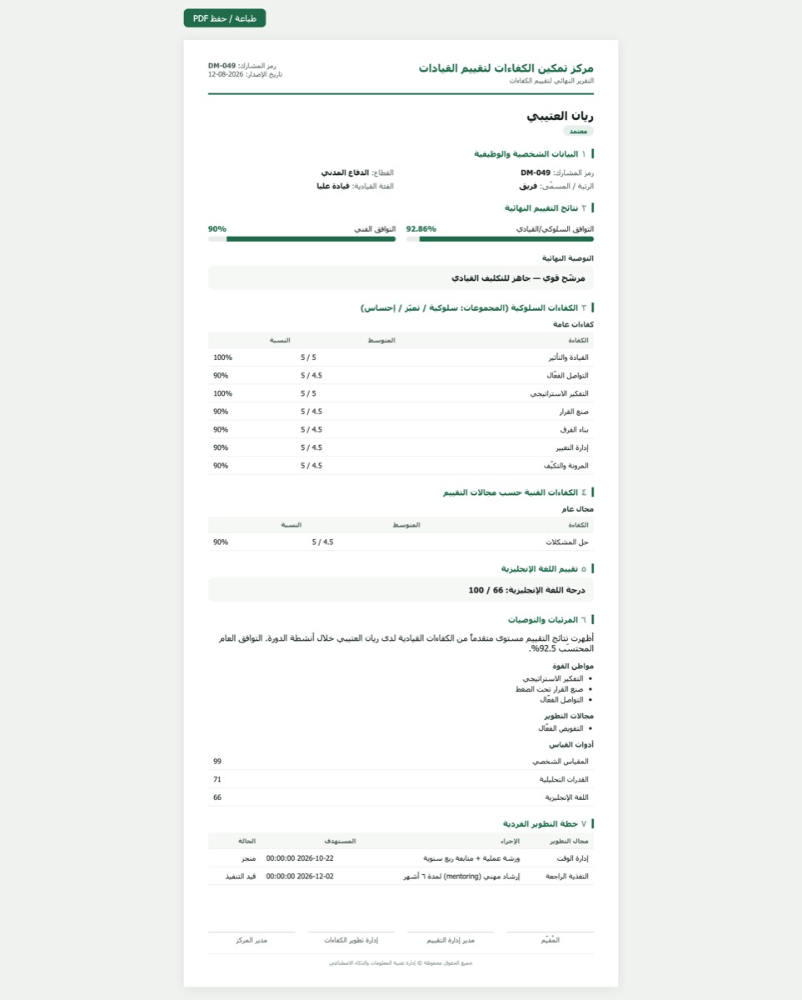 طباعة / حفظ PDF
مركز تمكين الكفاءات لتقييم القيادات
التقرير النهائي لتقييم الكفاءات
رمز المشارك: DM-049
تاريخ الإصدار: 2026-08-12
ريان العتيبي
معتمد
١ البيانات الشخصية والوظيفية
رمز المشارك: DM-049
القطاع: الدفاع المدني
الرتبة / المسمّى: فريق
الفئة القيادية: قيادة عليا
٢ نتائج التقييم النهائية
التوافق السلوكي/القيادي 92.86%
التوافق الفني 90%
التوصية النهائية
مرشّح قوي — جاهز للتكليف القيادي
٣ الكفاءات السلوكية (المجموعات: سلوكية / تميّز / إحساس)
كفاءات عامة
الكفاءة المتوسط النسبة
القيادة والتأثير 5 / 5 100%
التواصل الفعّال 4.5 / 5 90%
التفكير الاستراتيجي 5 / 5 100%
صنع القرار 4.5 / 5 90%
بناء الفرق 4.5 / 5 90%
إدارة التغيير 4.5 / 5 90%
المرونة والتكيّف 4.5 / 5 90%
٤ الكفاءات الفنية حسب مجالات التقييم
مجال عام
الكفاءة المتوسط النسبة
حل المشكلات 4.5 / 5 90%
٥ تقييم اللغة الإنجليزية
درجة اللغة الإنجليزية: 66 / 100
٦ المرئيات والتوصيات
أظهرت نتائج التقييم مستوى متقدماً من الكفاءات القيادية لدى ريان العتيبي خلال أنشطة الدورة. التوافق العام
المحتسَب 92.5%.
مواطن القوة
• التفكير الاستراتيجي
• صنع القرار تحت الضغط
• التواصل الفعّال
مجالات التطوير
• التفويض الفعّال
أدوات القياس
المقياس الشخصي 99
القدرات التحليلية 71
اللغة الإنجليزية 66
٧ خطة التطوير الفردية
مجال التطوير الإجراء المستهدف الحالة
إدارة الوقت ورشة عملية + متابعة ربع سنوية 2026-10-22 00:00:00 منجز
التغذية الراجعة إرشاد مهني (mentoring) لمدة ٦ أشهر 2026-12-02 00:00:00 قيد التنفيذ
المُقيّم
مدير إدارة التقييم
إدارة تطوير الكفاءات
مدير المركز
جميع الحقوق محفوظة © إدارة تقنية المعلومات والذكاء الاصطناعي